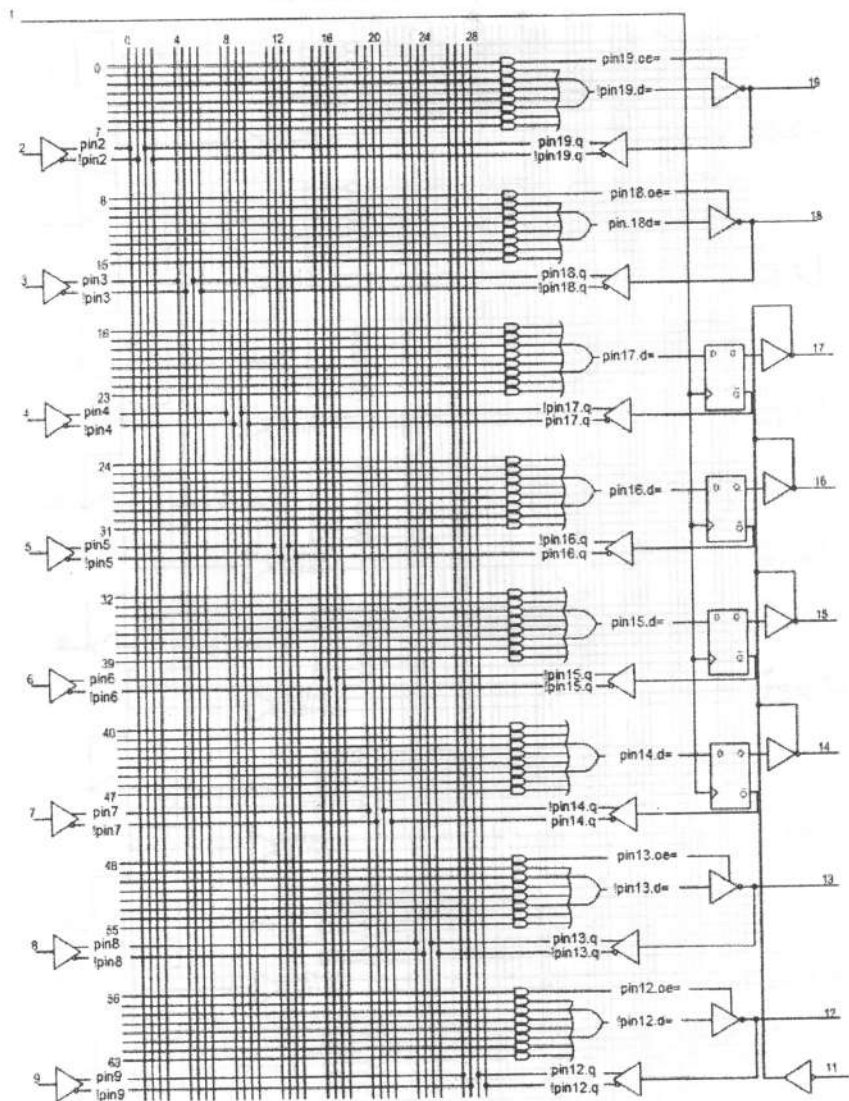 1
0 4 8 12 16 20 24 28
0
pin19.oe=
!pin19.d=
19
7
2
pin2
!pin2
pin19.q
!pin19.q
8
pin18.oe=
pin.18d=
18
15
3
pin3
!pin3
pin18.q
!pin18.q
16
pin17.d=
D Q
17
Q
23
4
pin4
!pin4
!pin17.q
pin17.q
24
pin16.d=
D Q
16
Q
31
5
pin5
!pin5
!pin16.q
pin16.q
32
pin15.d=
D Q
15
Q
39
6
pin6
!pin6
!pin15.q
!pin15.q
40
pin14.d=
D Q
14
Q
47
7
pin7
!pin7
!pin14.q
pin14.q
48
pin13.oe=
!pin13.d=
13
55
8
pin8
!pin8
pin13.q
!pin13.q
56
pin12.oe=
!pin12.d=
12
63
9
pin9
!pin9
pin12.q
!pin12.q
11